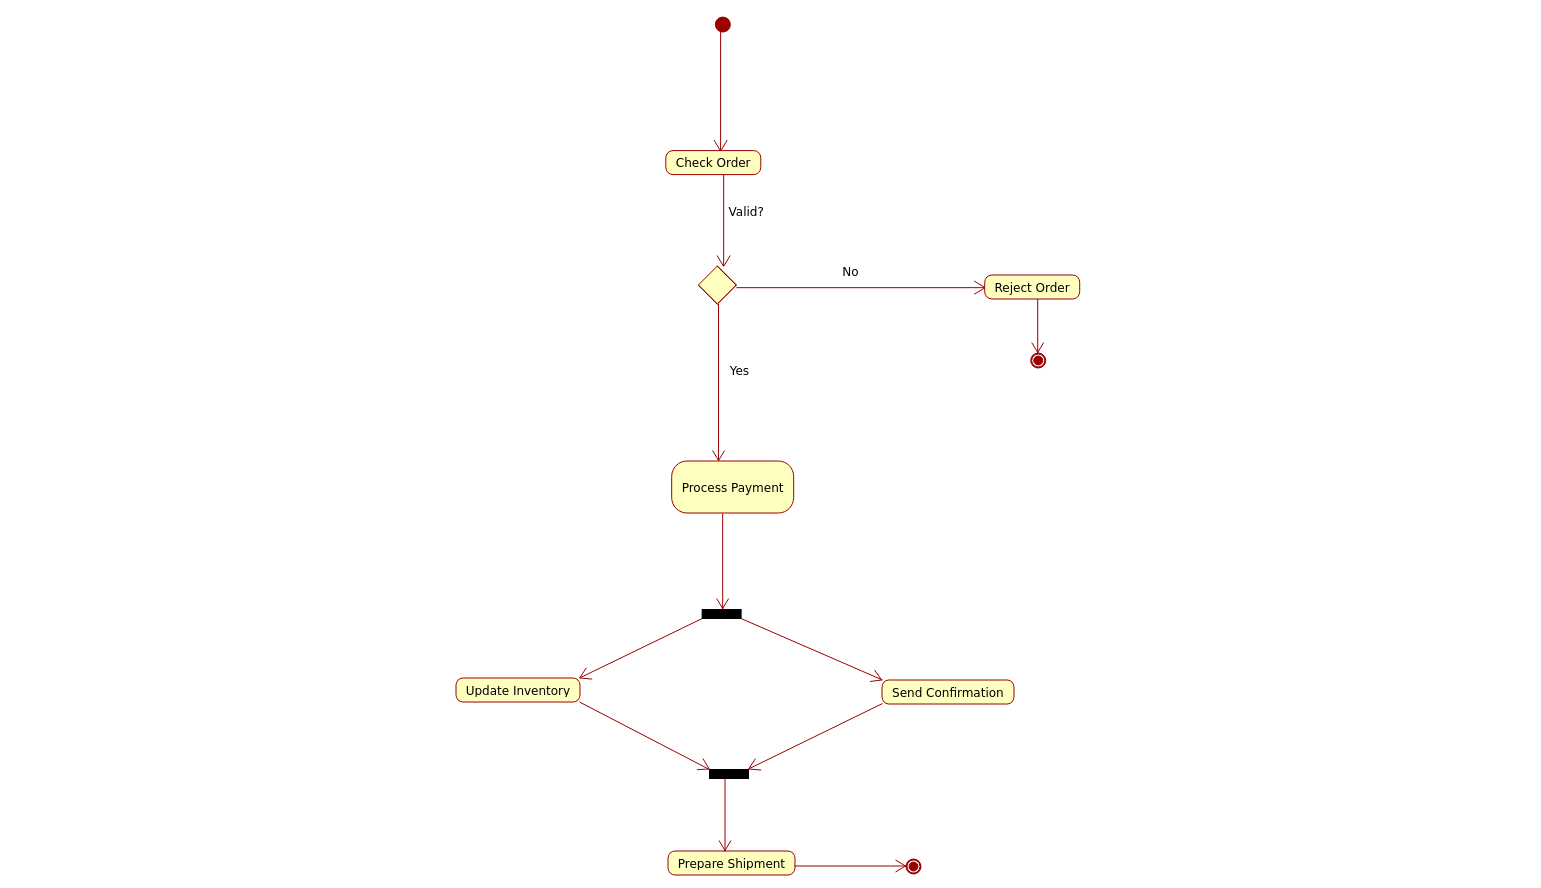 Check Order
Valid?
No
Reject Order
Yes
Process Payment
Update Inventory
Send Confirmation
Prepare Shipment